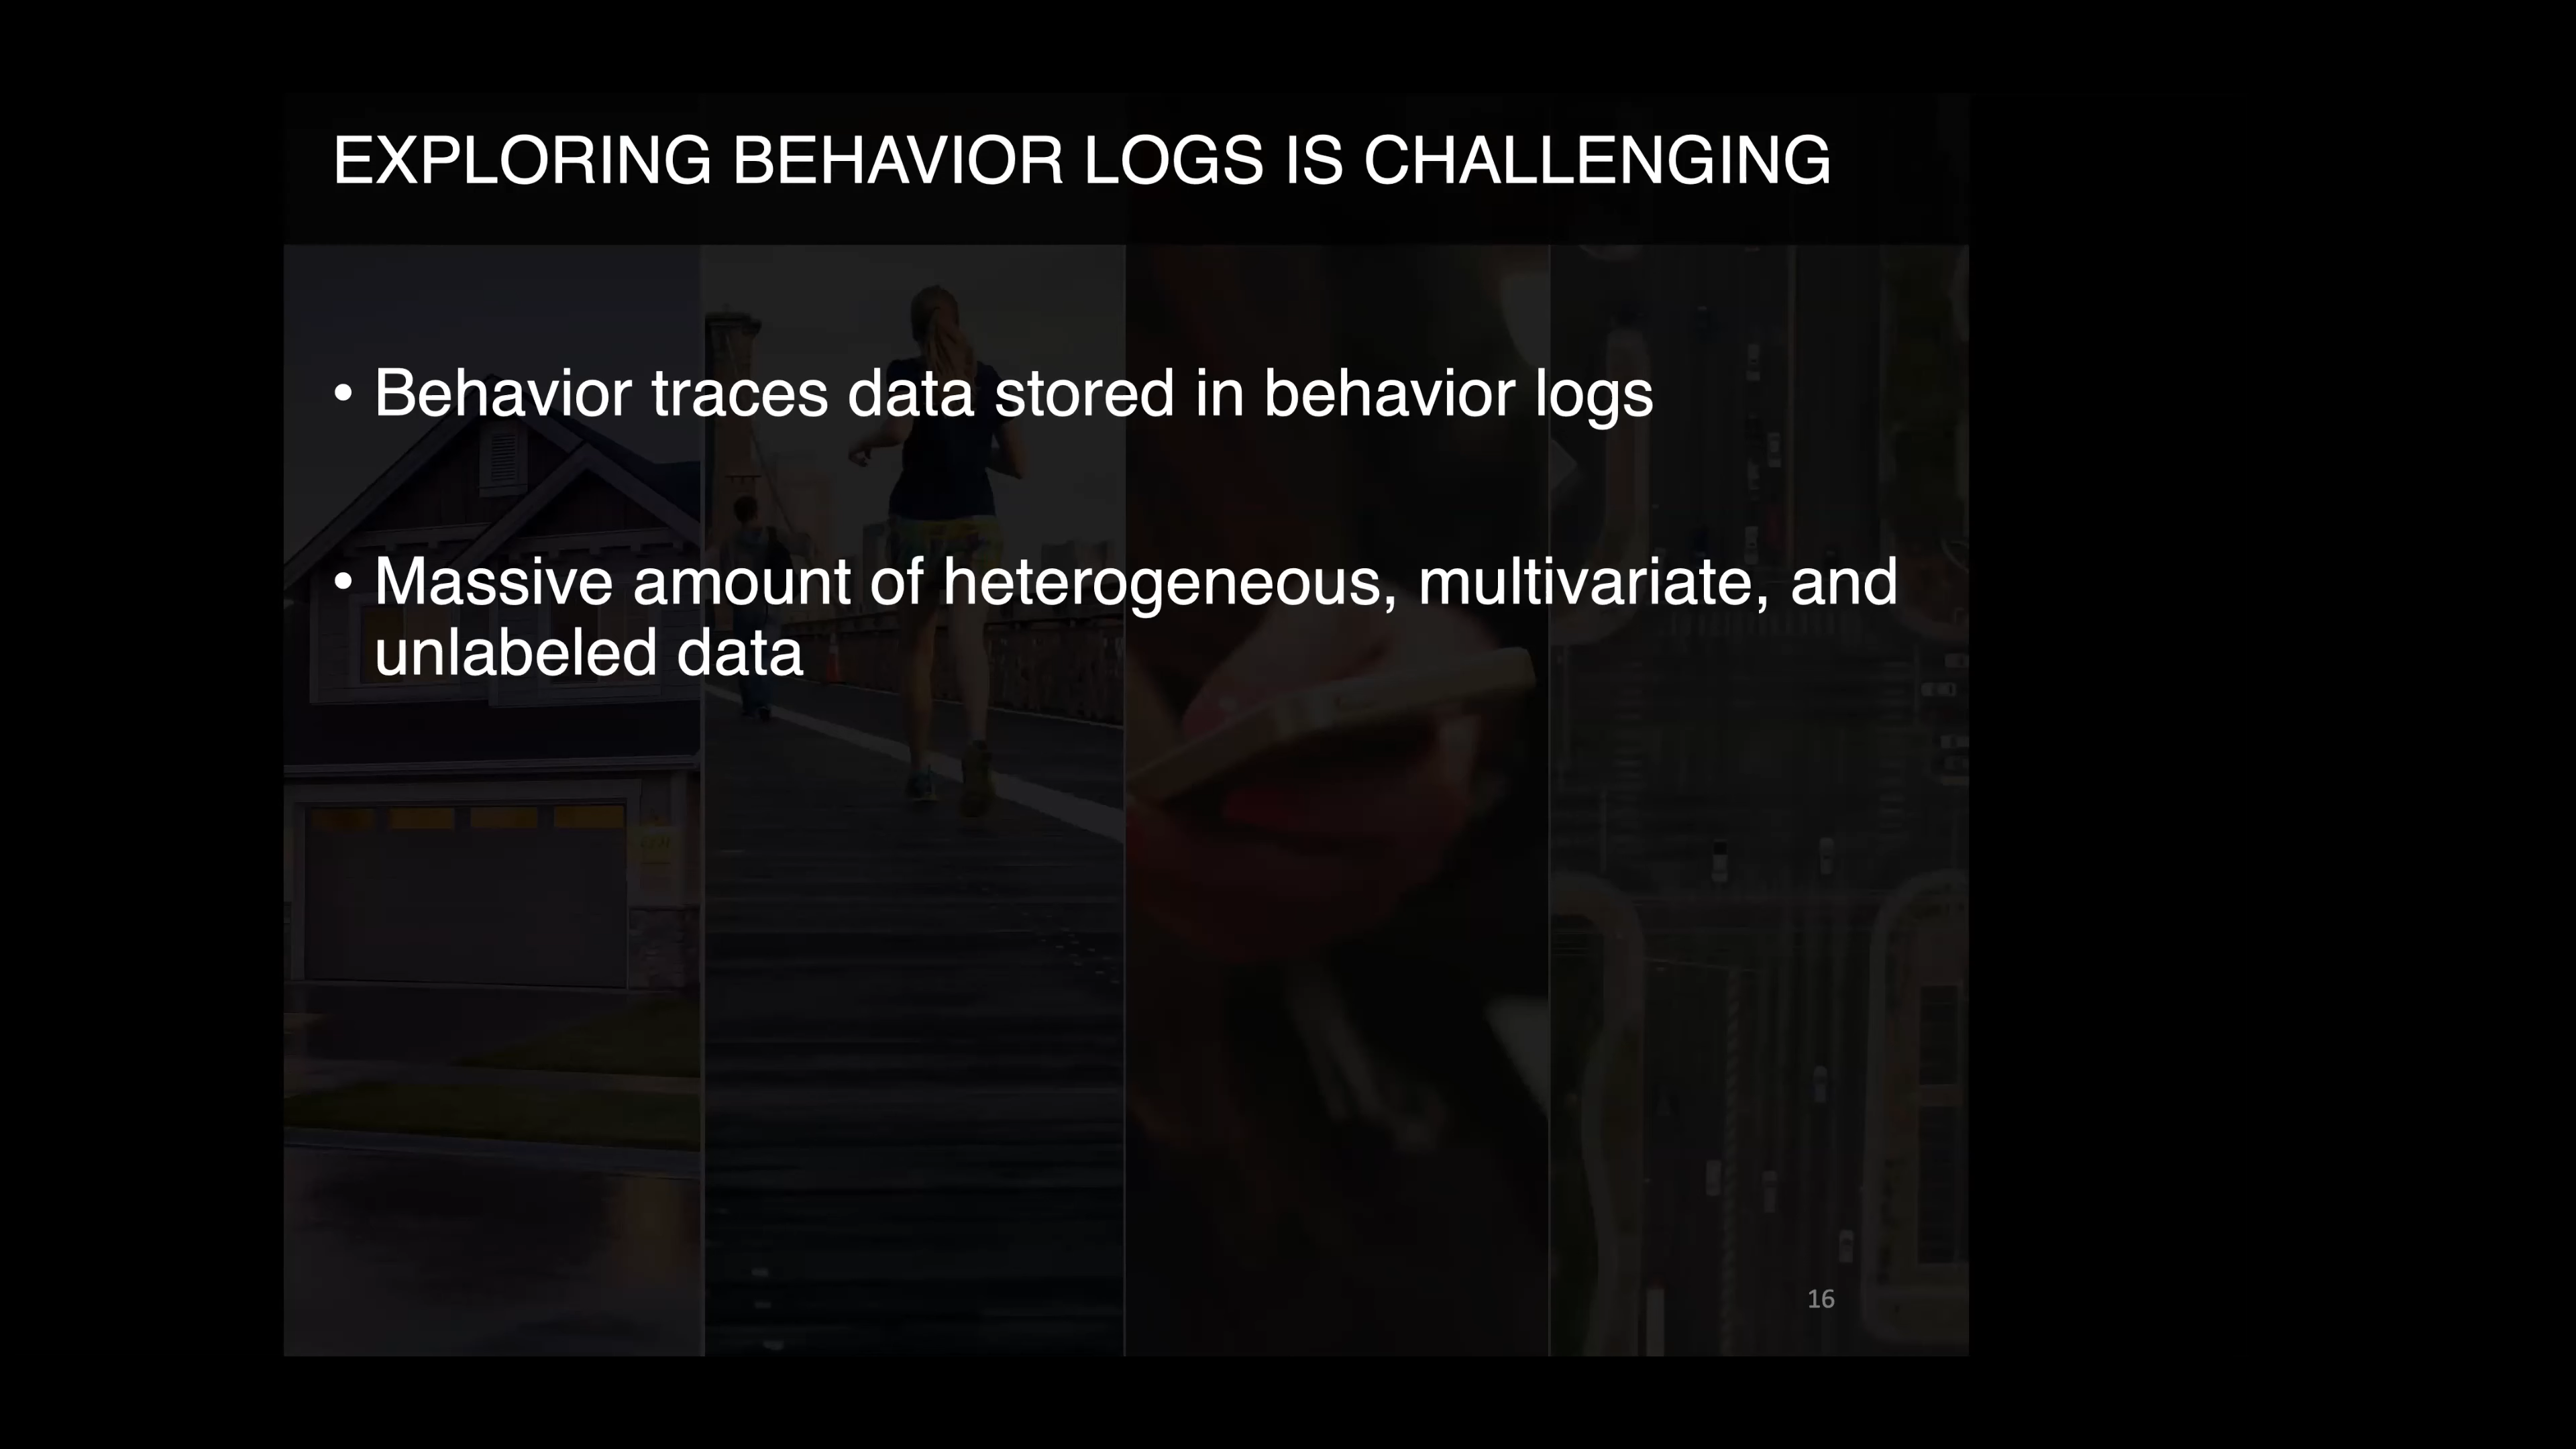 EXPLORING BEHAVIOR LOGS IS CHALLENGING
• Behavior traces data stored in behavior logs
• Massive amount of heterogeneous, multivariate, and
unlabeled data
16